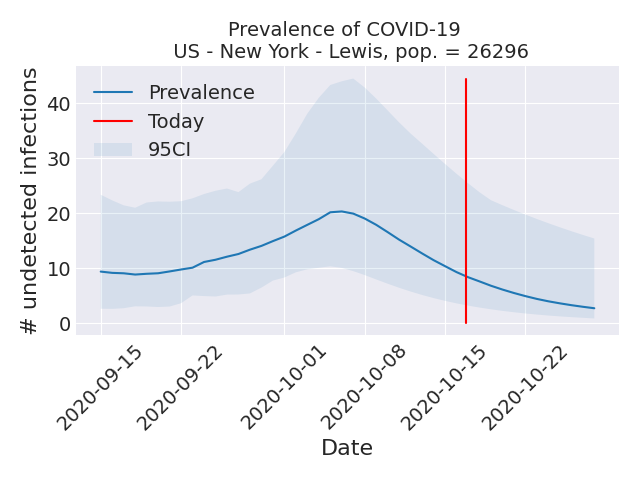 Prevalence of COVID-19
US - New York - Lewis, pop. = 26296
# undetected infections
40
30
20
10
0
Prevalence
Today
95CI
2020-09-15
2020-09-22
2020-10-01
2020-10-08
2020-10-15
2020-10-22
Date